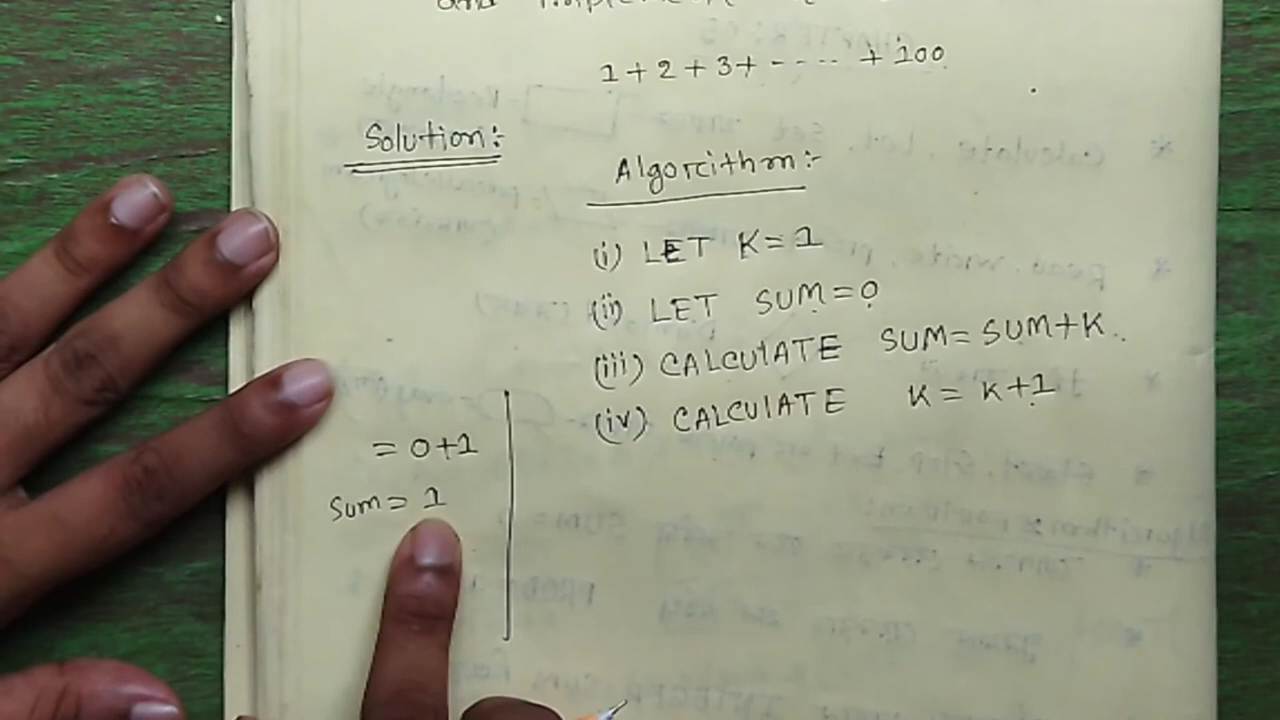 1+2+3+ - - - - +100
Solution:-
Algorcithm:-
(i) LET K=1
(ii) LET SUM=0
(iii) CALCULATE SUM=SUM+K.
(iv) CALCULATE K=K+1
=0+1
Sum=1